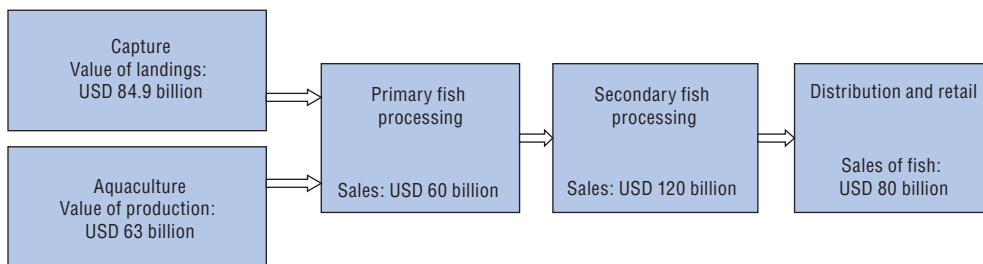 Capture
Value of landings:
USD 84.9 billion
Aquaculture
Value of production:
USD 63 billion
Primary fish
processing
Sales: USD 60 billion
Secondary fish
processing
Sales: USD 120 billion
Distribution and retail
Sales of fish:
USD 80 billion